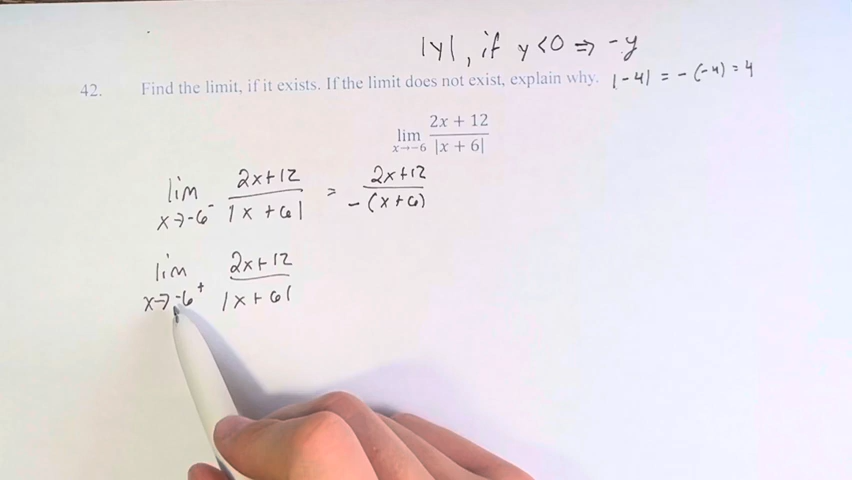 |y|, if y<0 ⇒ -y
42. Find the limit, if it exists. If the limit does not exist, explain why. |-4| = -(-4) = 4
lim x→-6 (2x + 12)/|x + 6|
lim x→-6⁻ (2x+12)/|x+6| = (2x+12)/-(x+6)
lim x→-6⁺ (2x+12)/|x+6|